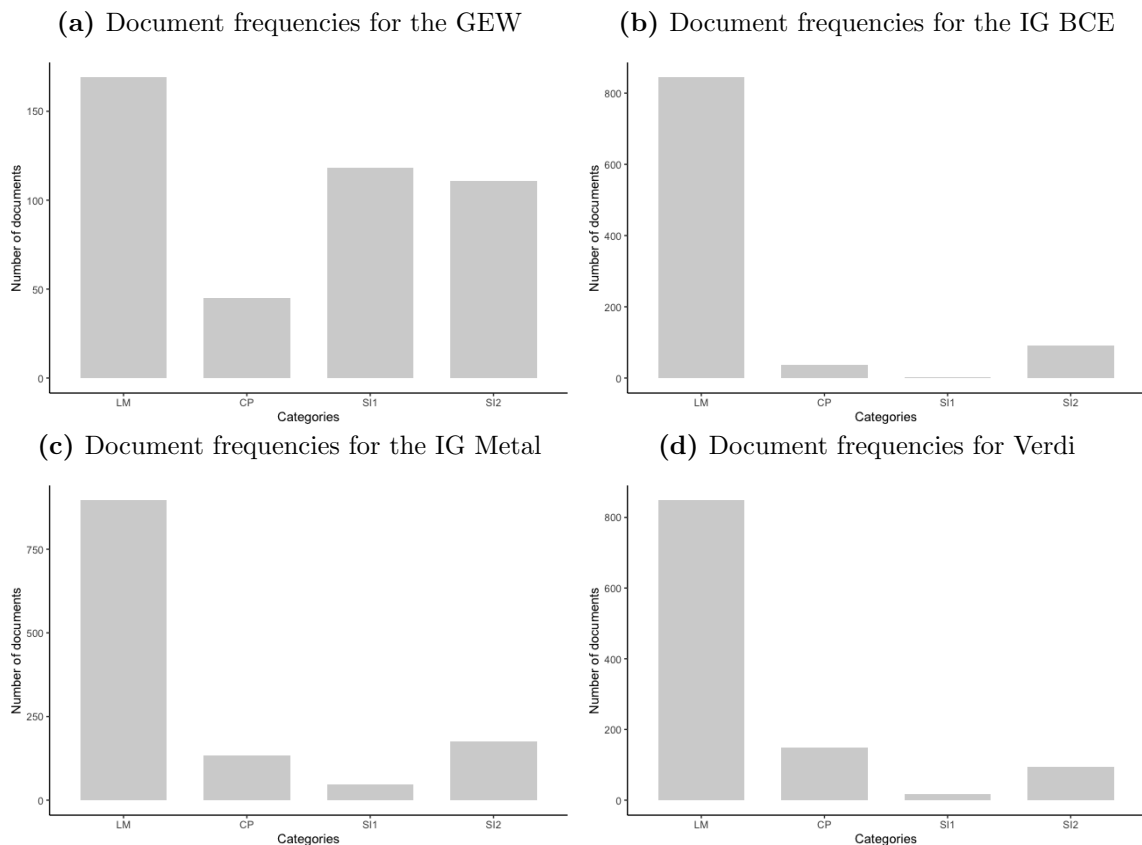 (a) Document frequencies for the GEW
Number of documents
150
100
50
0
LM CP SI1 SI2
Categories
(b) Document frequencies for the IG BCE
Number of documents
800
600
400
200
0
LM CP SI1 SI2
Categories
(c) Document frequencies for the IG Metal
Number of documents
750
500
250
0
LM CP SI1 SI2
Categories
(d) Document frequencies for Verdi
Number of documents
800
600
400
200
0
LM CP SI1 SI2
Categories